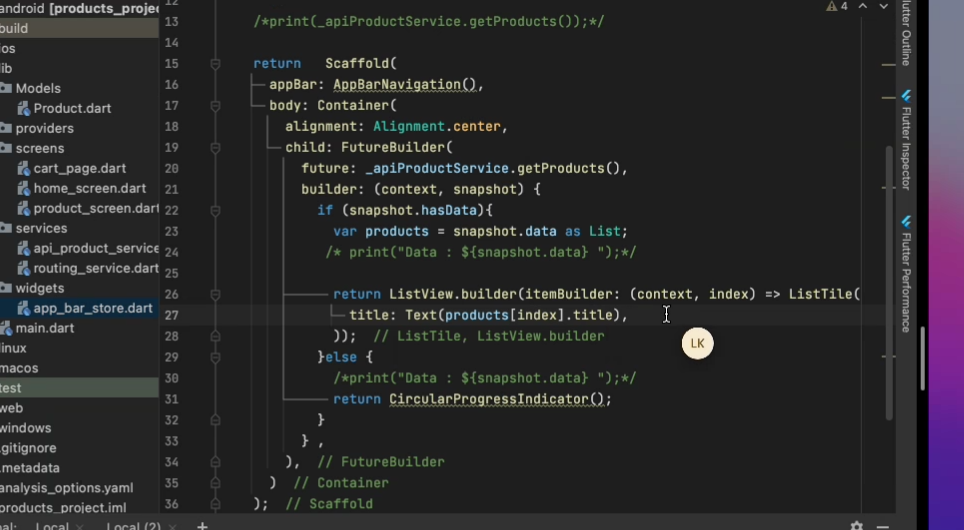 android [products_proje
build
ios
lib
Models
Product.dart
providers
screens
cart_page.dart
home_screen.dart
product_screen.dart
services
api_product_service
routing_service.dart
widgets
app_bar_store.dart
main.dart
linux
macos
test
web
windows
.gitignore
.metadata
analysis_options.yaml
products_project.iml
12
13 /*print(_apiProductService.getProducts());*/
14
15 return Scaffold(
16 appBar: AppBarNavigation(),
17 body: Container(
18 alignment: Alignment.center,
19 child: FutureBuilder(
20 future: _apiProductService.getProducts(),
21 builder: (context, snapshot) {
22 if (snapshot.hasData){
23 var products = snapshot.data as List;
24 /* print("Data : ${snapshot.data} ");*/
25
26 return ListView.builder(itemBuilder: (context, index) => ListTile(
27 title: Text(products[index].title),
28 )); // ListTile, ListView.builder
29 }else {
30 /*print("Data : ${snapshot.data} ");*/
31 return CircularProgressIndicator();
32 }
33 } ,
34 ), // FutureBuilder
35 ) // Container
36 ); // Scaffold
4
LK
Flutter Outline
Flutter Inspector
Flutter Performance
nal: Local × Local (2) × +